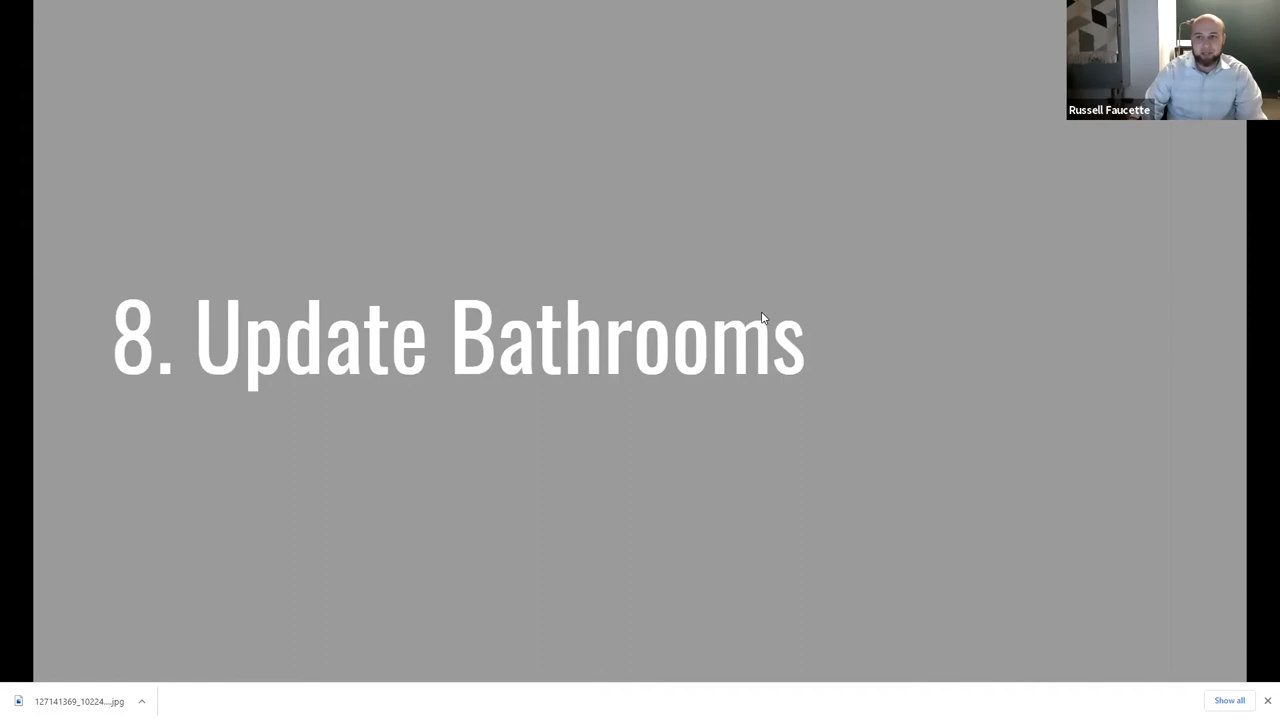 Russell Faucette
8. Update Bathrooms
127141369_10224....jpg
Show all